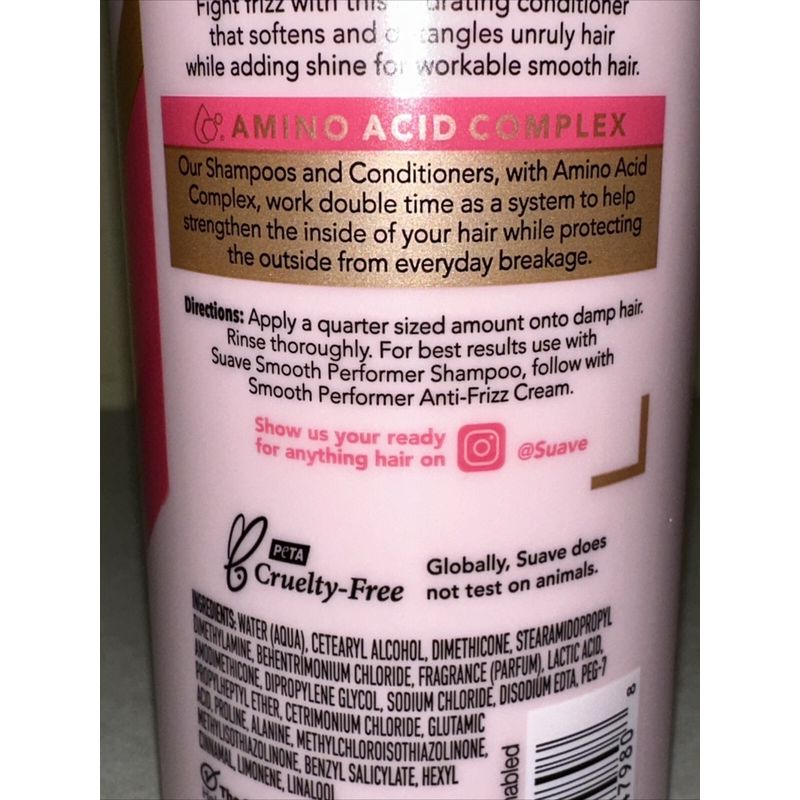 Fight frizz with this conditioner
that softens and unruly hair
while adding shine for workable smooth hair.
AMINO ACID COMPLEX
Our Shampoos and Conditioners, with Amino Acid
Complex, work double time as a system to help
strengthen the inside of your hair while protecting
the outside from everyday breakage.
Directions: Apply a quarter sized amount onto damp hair.
Rinse thoroughly. For best results use with
Suave Smooth Performer Shampoo, follow with
Smooth Performer Anti-Frizz Cream.
Show us your ready
for anything hair on @Suave
PETA
Cruelty-Free
Globally, Suave does
not test on animals.
INGREDIENTS: WATER (AQUA), CETEARYL ALCOHOL, DIMETHICONE, STEARAMIDOPROPYL
DIMETHYLAMINE, BEHENTRIMONIUM CHLORIDE, FRAGRANCE (PARFUM), LACTIC ACID,
AMODIMETHICONE, DIPROPYLENE GLYCOL, SODIUM CHLORIDE, DISODIUM EDTA, PEG-7
PROPYLHEPTYL ETHER, CETRIMONIUM CHLORIDE, GLUTAMIC
ACID, PROLINE, ALANINE, METHYLCHLOROISOTHIAZOLINONE,
METHYLISOTHIAZOLINONE, BENZYL SALICYLATE, HEXYL
CINNAMAL, LIMONENE, LINALOOL
8